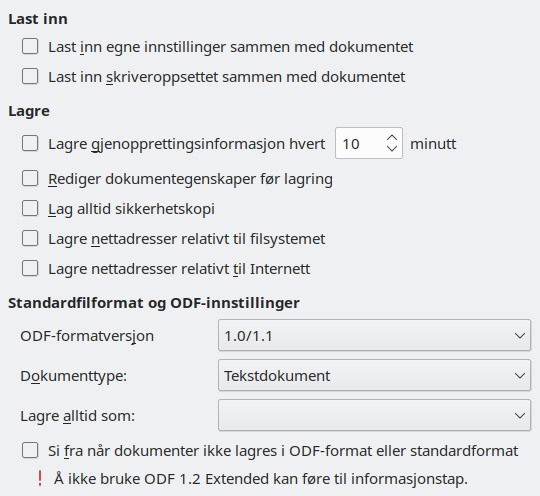 Last inn
Last inn egne innstillinger sammen med dokumentet
Last inn skriveroppsettet sammen med dokumentet
Lagre
Lagre gjenopprettingsinformasjon hvert 10 minutt
Rediger dokumentegenskaper før lagring
Lag alltid sikkerhetskopi
Lagre nettadresser relativt til filsystemet
Lagre nettadresser relativt til Internett
Standardfilformat og ODF-innstillinger
ODF-formatversjon 1.0/1.1
Dokumenttype: Tekstdokument
Lagre alltid som:
Si fra når dokumenter ikke lagres i ODF-format eller standardformat
! Å ikke bruke ODF 1.2 Extended kan føre til informasjonstap.